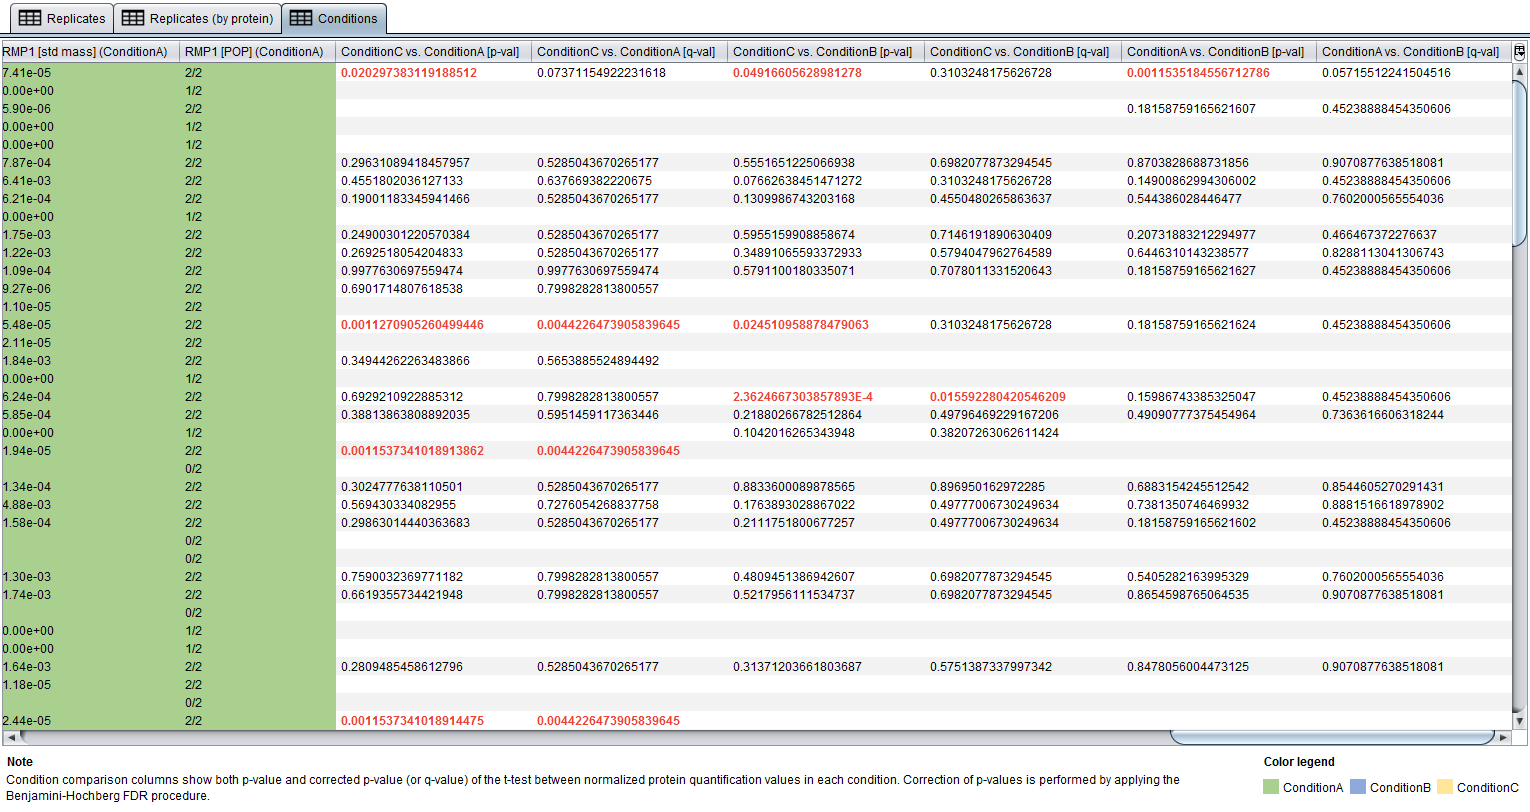 Replicates Replicates (by protein) Conditions
RMP1 [std mass] (ConditionA) RMP1 [POP] (ConditionA) ConditionC vs. ConditionA [p-val] ConditionC vs. ConditionA [q-val] ConditionC vs. ConditionB [p-val] ConditionC vs. ConditionB [q-val] ConditionA vs. ConditionB [p-val] ConditionA vs. ConditionB [q-val]
7.41e-05 2/2 0.020297383119188512 0.07371154922231618 0.04916605628981278 0.3103248175626728 0.0011535184556712786 0.05715512241504516
0.00e+00 1/2
5.90e-06 2/2 0.18158759165621607 0.45238888454350606
0.00e+00 1/2
0.00e+00 1/2
7.87e-04 2/2 0.29631089418457957 0.5285043670265177 0.5551651225066938 0.6982077873294545 0.8703828688731856 0.9070877638518081
6.41e-03 2/2 0.4551802036127133 0.637669382220675 0.07662638451471272 0.3103248175626728 0.14900862994306002 0.45238888454350606
6.21e-04 2/2 0.19001183345941466 0.5285043670265177 0.1309986743203168 0.4550480265863637 0.544386028446477 0.7602000565554036
0.00e+00 1/2
1.75e-03 2/2 0.24900301220570384 0.5285043670265177 0.5955159908858674 0.7146191890630409 0.20731883212294977 0.466467372276637
1.22e-03 2/2 0.2692518054204833 0.5285043670265177 0.34891065593372933 0.5794047962764589 0.6446310143238577 0.8288113041306743
1.09e-04 2/2 0.9977630697559474 0.9977630697559474 0.5791100180335071 0.7078011331520643 0.18158759165621627 0.45238888454350606
9.27e-06 2/2 0.6901714807618538 0.7998282813800557
1.10e-05 2/2
5.48e-05 2/2 0.0011270905260499446 0.0044226473905839645 0.024510958878479063 0.3103248175626728 0.18158759165621624 0.45238888454350606
2.11e-05 2/2
1.84e-03 2/2 0.34944262263483866 0.5653885524894492
0.00e+00 1/2
6.24e-04 2/2 0.6929210922885312 0.7998282813800557 2.3624667303857893E-4 0.015592280420546209 0.15986743385325047 0.45238888454350606
5.85e-04 2/2 0.38813863808892035 0.5951459117363446 0.21880266782512864 0.49796469229167206 0.49090777375454964 0.7363616606318244
0.00e+00 1/2 0.1042016265343948 0.38207263062611424
1.94e-05 2/2 0.0011537341018913862 0.0044226473905839645
0/2
1.34e-04 2/2 0.3024777638110501 0.5285043670265177 0.8833600089878565 0.896950162972285 0.6883154245512542 0.8544605270291431
4.88e-03 2/2 0.569430334082955 0.7276054268837758 0.1763893028867022 0.49777006730249634 0.7381350746469932 0.8881516618978902
1.58e-04 2/2 0.29863014440363683 0.5285043670265177 0.2111751800677257 0.49777006730249634 0.18158759165621602 0.45238888454350606
0/2
0/2
1.30e-03 2/2 0.7590032369771182 0.7998282813800557 0.4809451386942607 0.6982077873294545 0.5405282163995329 0.7602000565554036
1.74e-03 2/2 0.6619355734421948 0.7998282813800557 0.5217956111534737 0.6982077873294545 0.8654598765064535 0.9070877638518081
0/2
0.00e+00 1/2
0.00e+00 1/2
1.64e-03 2/2 0.2809485458612796 0.5285043670265177 0.31371203661803687 0.5751387337997342 0.8478056004473125 0.9070877638518081
1.18e-05 2/2
0/2
2.44e-05 2/2 0.0011537341018914475 0.0044226473905839645
Note
Condition comparison columns show both p-value and corrected p-value (or q-value) of the t-test between normalized protein quantification values in each condition. Correction of p-values is performed by applying the
Benjamini-Hochberg FDR procedure.
Color legend
ConditionA ConditionB ConditionC